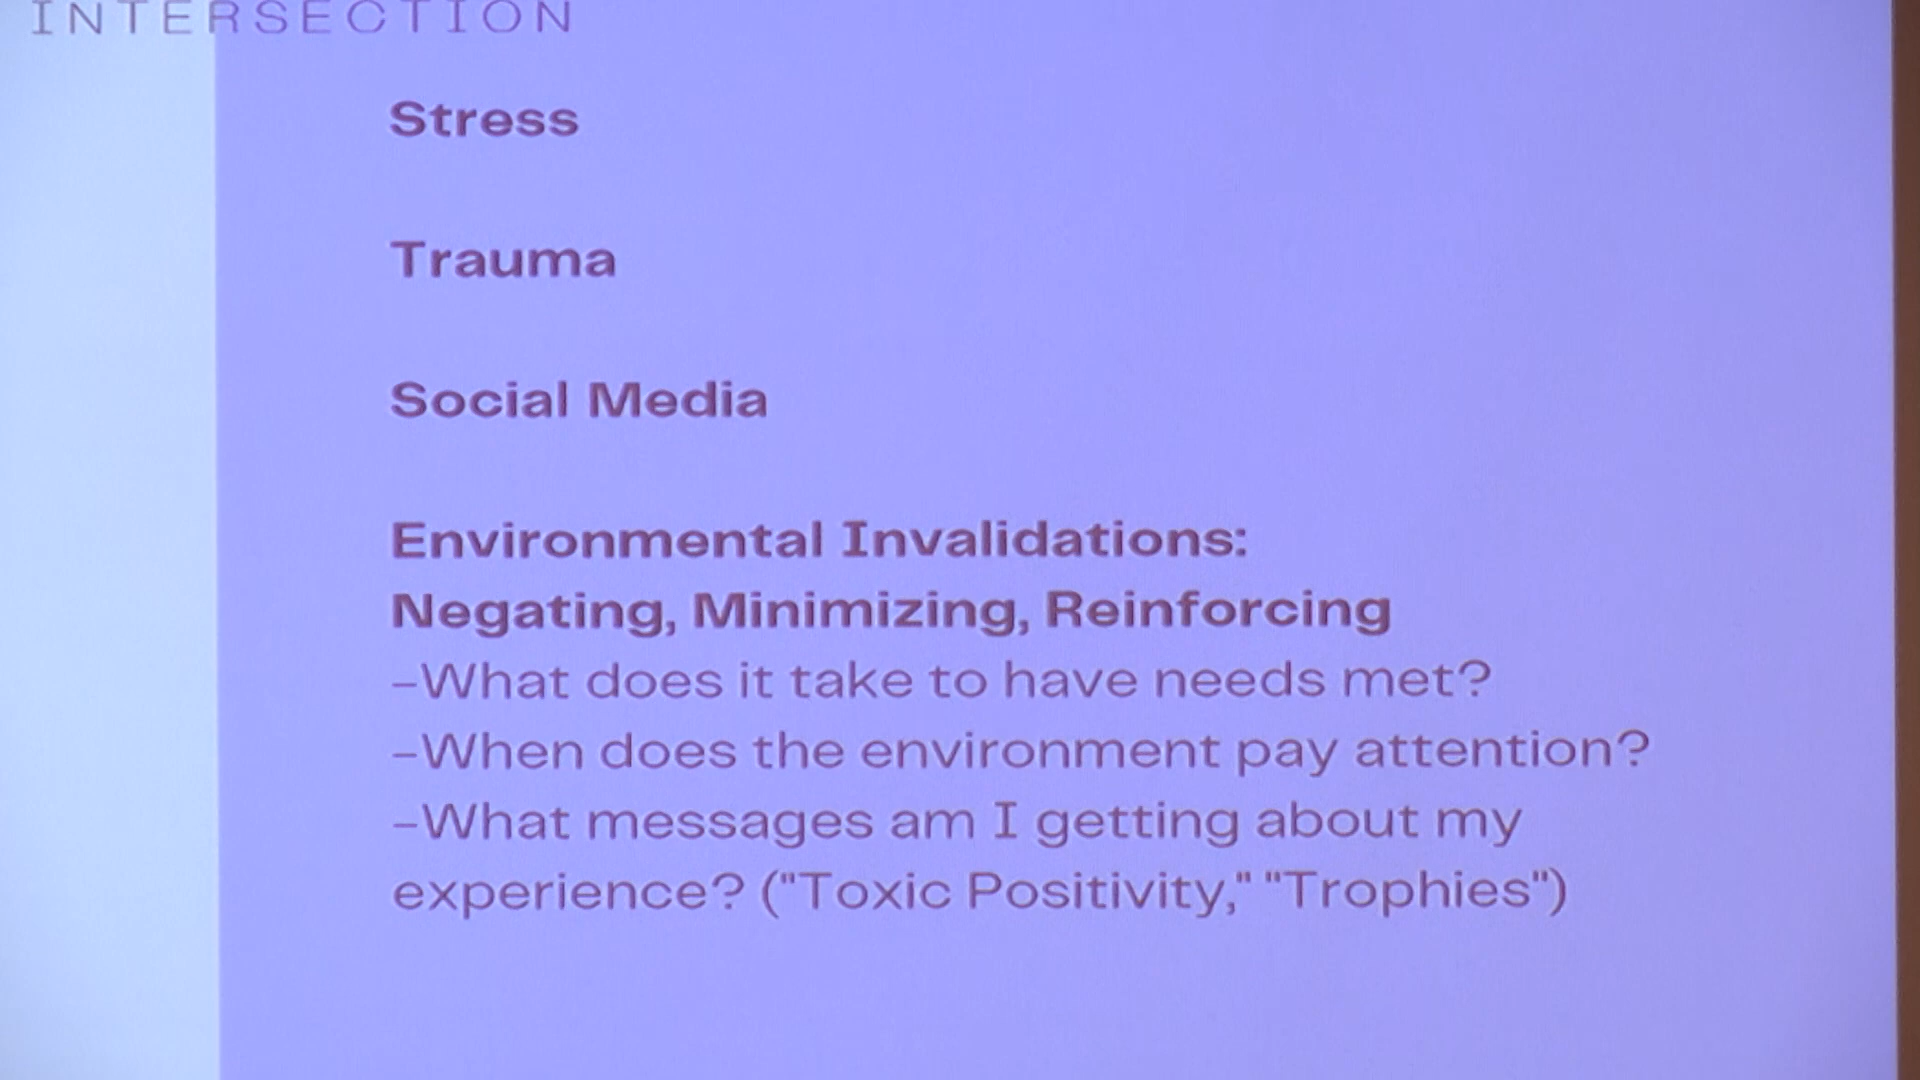 INTERSECTION
Stress
Trauma
Social Media
Environmental Invalidations:
Negating, Minimizing, Reinforcing
–What does it take to have needs met?
–When does the environment pay attention?
–What messages am I getting about my
experience? ("Toxic Positivity," "Trophies")